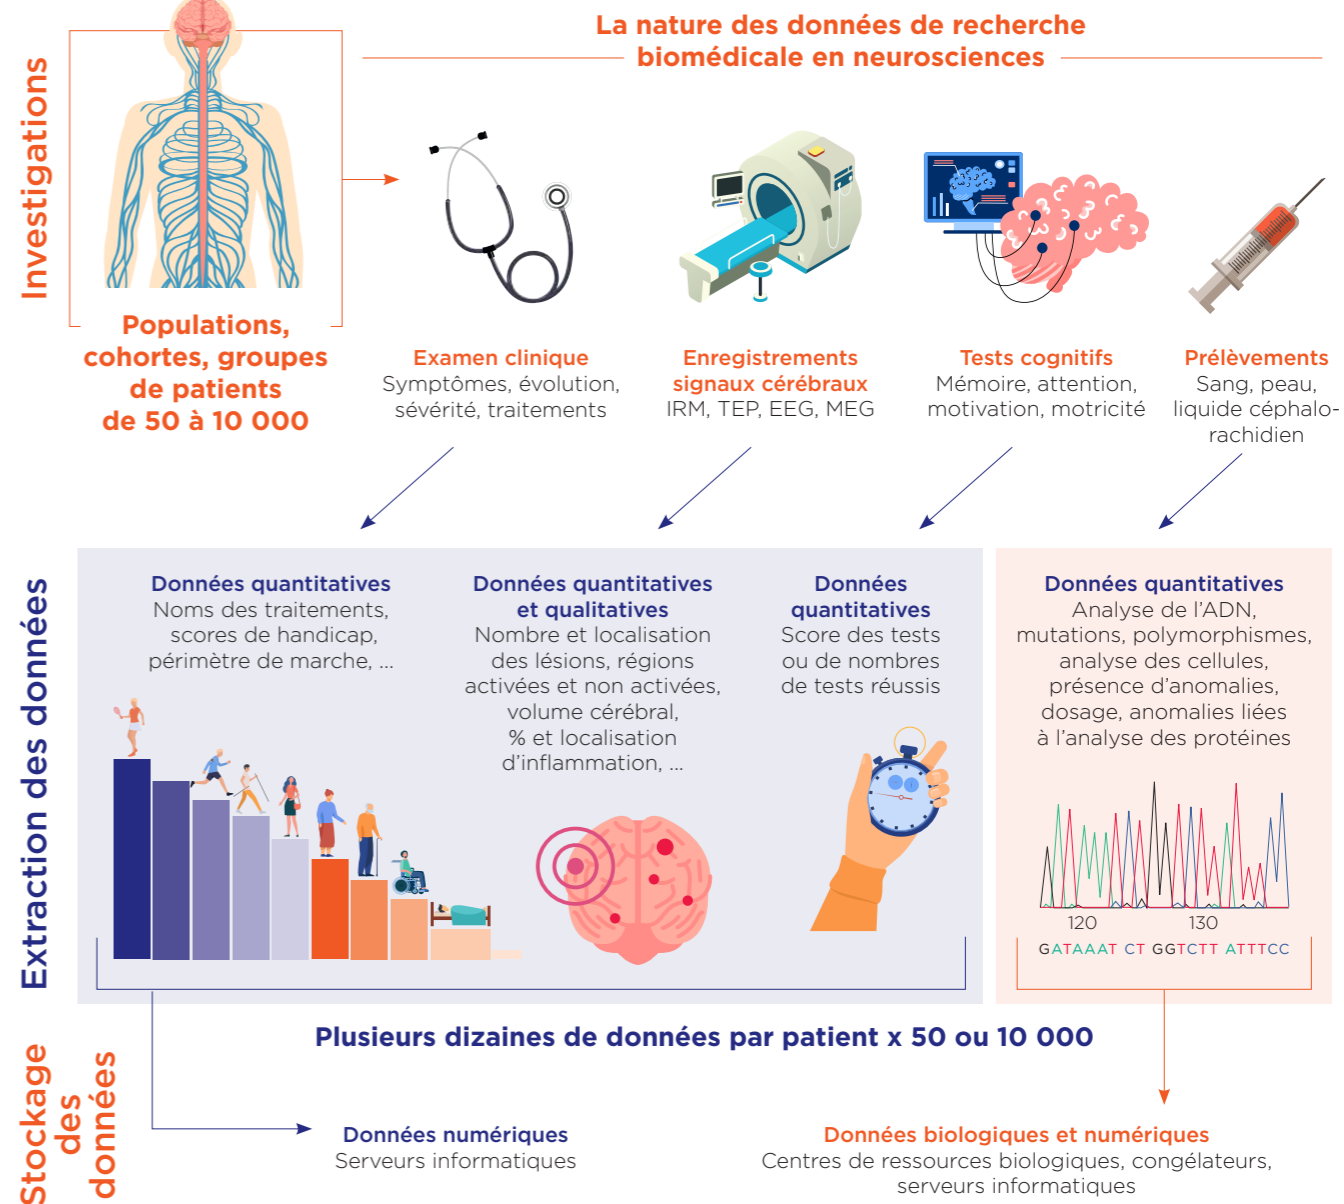 La nature des données de recherche
biomédicale en neurosciences
Investigations
Populations,
cohortes, groupes
de patients
de 50 à 10 000
Examen clinique
Symptômes, évolution,
sévérité, traitements
Enregistrements
signaux cérébraux
IRM, TEP, EEG, MEG
Tests cognitifs
Mémoire, attention,
motivation, motricité
Prélèvements
Sang, peau,
liquide céphalo-
rachidien
Extraction des données
Données quantitatives
Noms des traitements,
scores de handicap,
périmètre de marche, ...
Données quantitatives
et qualitatives
Nombre et localisation
des lésions, régions
activées et non activées,
volume cérébral,
% et localisation
d’inflammation, ...
Données
quantitatives
Score des tests
ou de nombres
de tests réussis
Données quantitatives
Analyse de l’ADN,
mutations, polymorphismes,
analyse des cellules,
présence d’anomalies,
dosage, anomalies liées
à l’analyse des protéines
120 130
GATAAAT CT GGTCTT ATTTCC
Plusieurs dizaines de données par patient x 50 ou 10 000
Stockage
des
données
Données numériques
Serveurs informatiques
Données biologiques et numériques
Centres de ressources biologiques, congélateurs,
serveurs informatiques